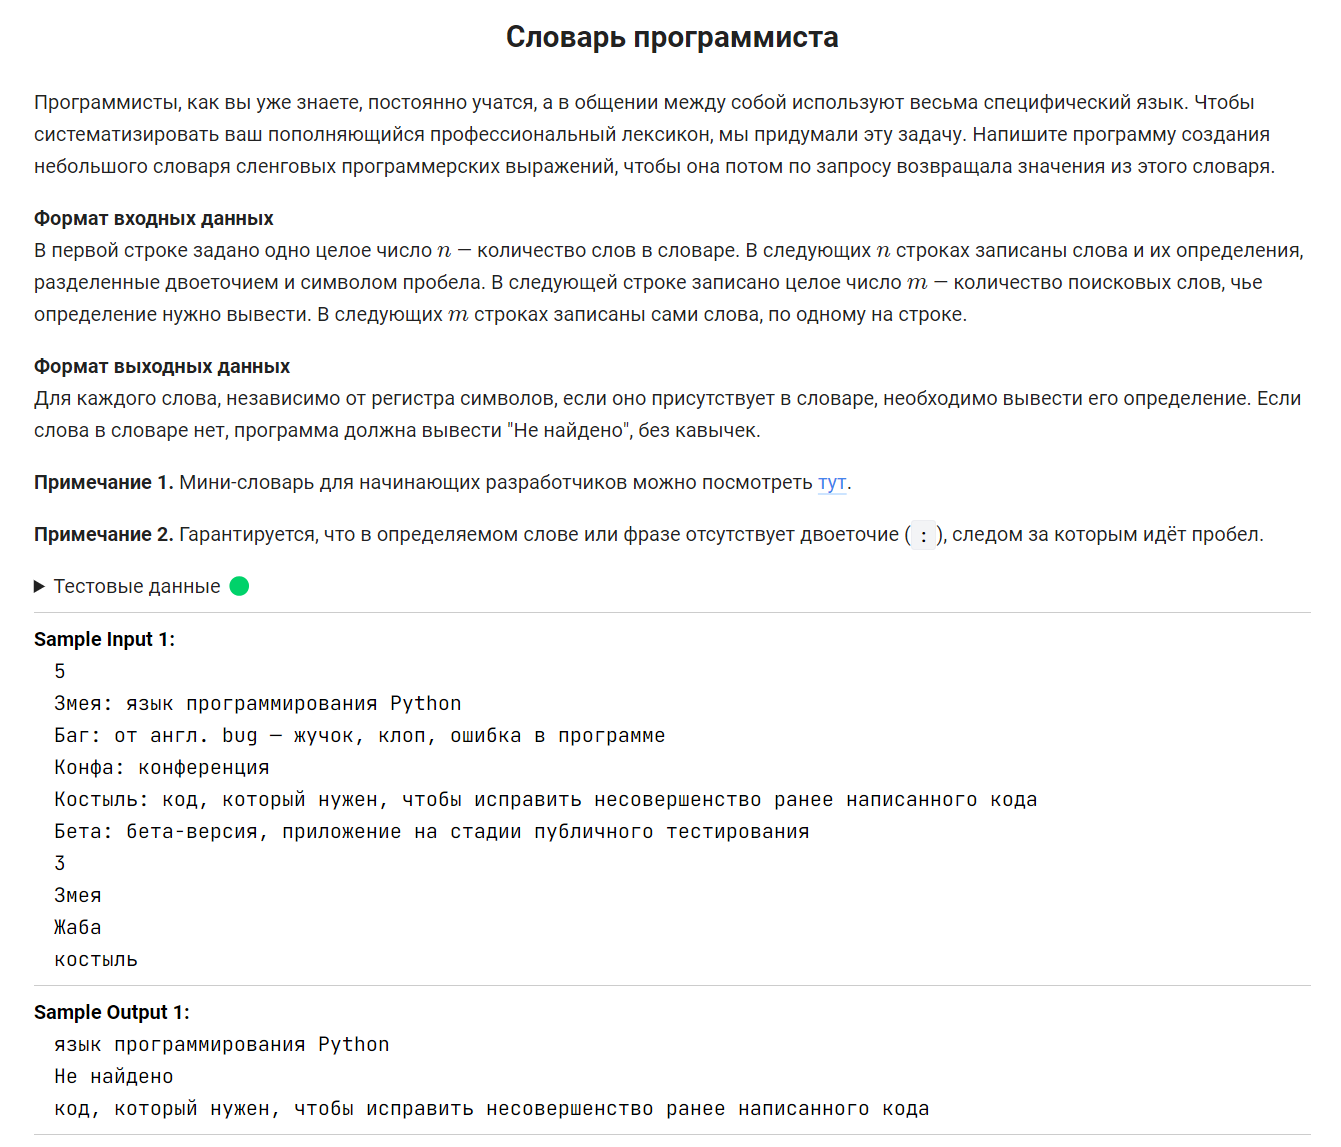 Словарь программиста
Программисты, как вы уже знаете, постоянно учатся, а в общении между собой используют весьма специфический язык. Чтобы
систематизировать ваш пополняющийся профессиональный лексикон, мы придумали эту задачу. Напишите программу создания
небольшого словаря сленговых программерских выражений, чтобы она потом по запросу возвращала значения из этого словаря.
Формат входных данных
В первой строке задано одно целое число n — количество слов в словаре. В следующих n строках записаны слова и их определения,
разделенные двоеточием и символом пробела. В следующей строке записано целое число m — количество поисковых слов, чье
определение нужно вывести. В следующих m строках записаны сами слова, по одному на строке.
Формат выходных данных
Для каждого слова, независимо от регистра символов, если оно присутствует в словаре, необходимо вывести его определение. Если
слова в словаре нет, программа должна вывести "Не найдено", без кавычек.
Примечание 1. Мини-словарь для начинающих разработчиков можно посмотреть тут.
Примечание 2. Гарантируется, что в определяемом слове или фразе отсутствует двоеточие (:), следом за которым идёт пробел.
Тестовые данные
Sample Input 1:
5
Змея: язык программирования Python
Баг: от англ. bug — жучок, клоп, ошибка в программе
Конфа: конференция
Костыль: код, который нужен, чтобы исправить несовершенство ранее написанного кода
Бета: бета-версия, приложение на стадии публичного тестирования
3
Змея
Жаба
костыль
Sample Output 1:
язык программирования Python
Не найдено
код, который нужен, чтобы исправить несовершенство ранее написанного кода